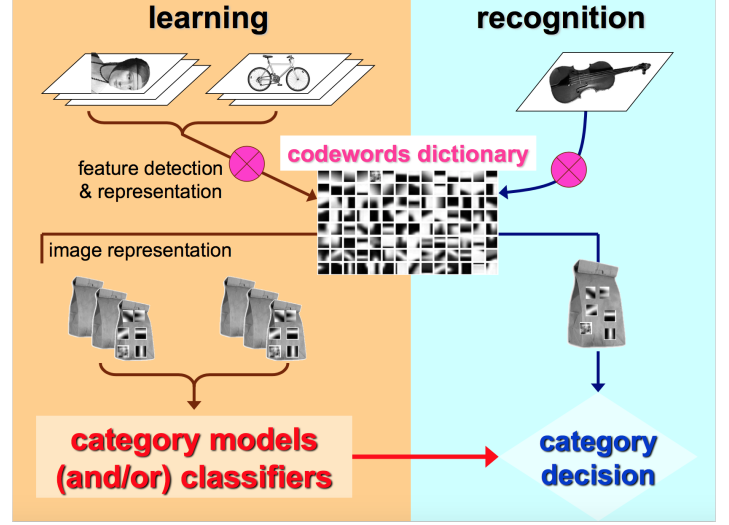 learning
recognition
codewords dictionary
feature detection
& representation
image representation
category models
(and/or) classifiers
category
decision